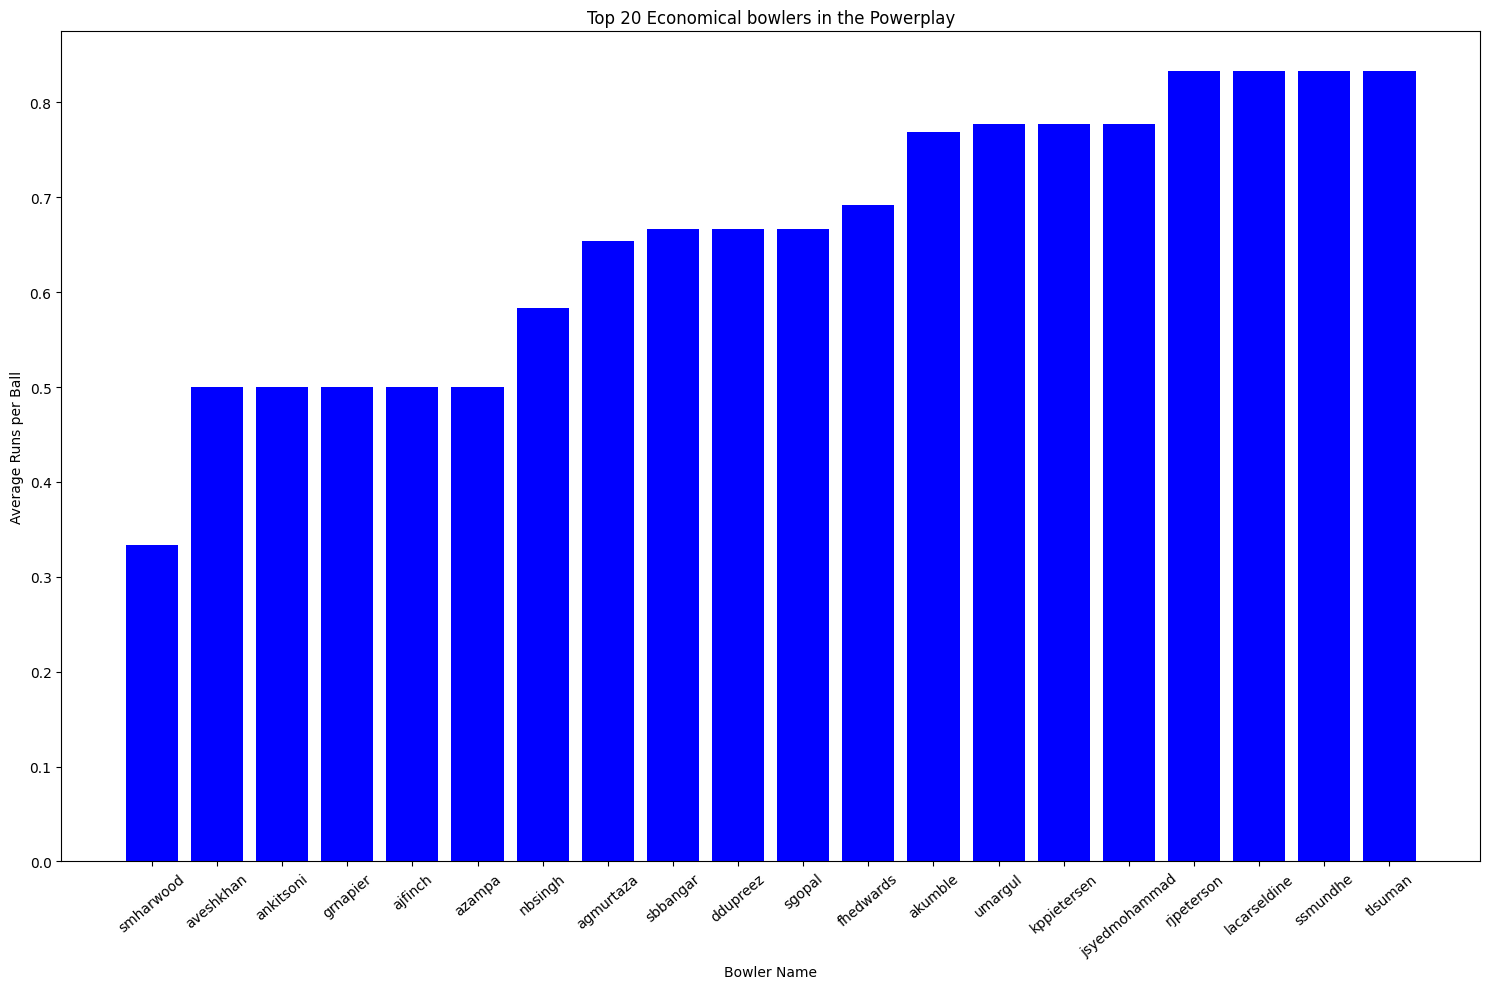 Top 20 Economical bowlers in the Powerplay
Average Runs per Ball
0.8
0.7
0.6
0.5
0.4
0.3
0.2
0.1
0.0
smharwood
aveshkhan
ankitsoni
grnapier
ajfinch
azampa
nbsingh
agmurtaza
sbbangar
ddupreez
sgopal
fhedwards
akumble
umargul
kppietersen
jsyedmohammad
rjpeterson
lacarseldine
ssmundhe
tlsuman
Bowler Name